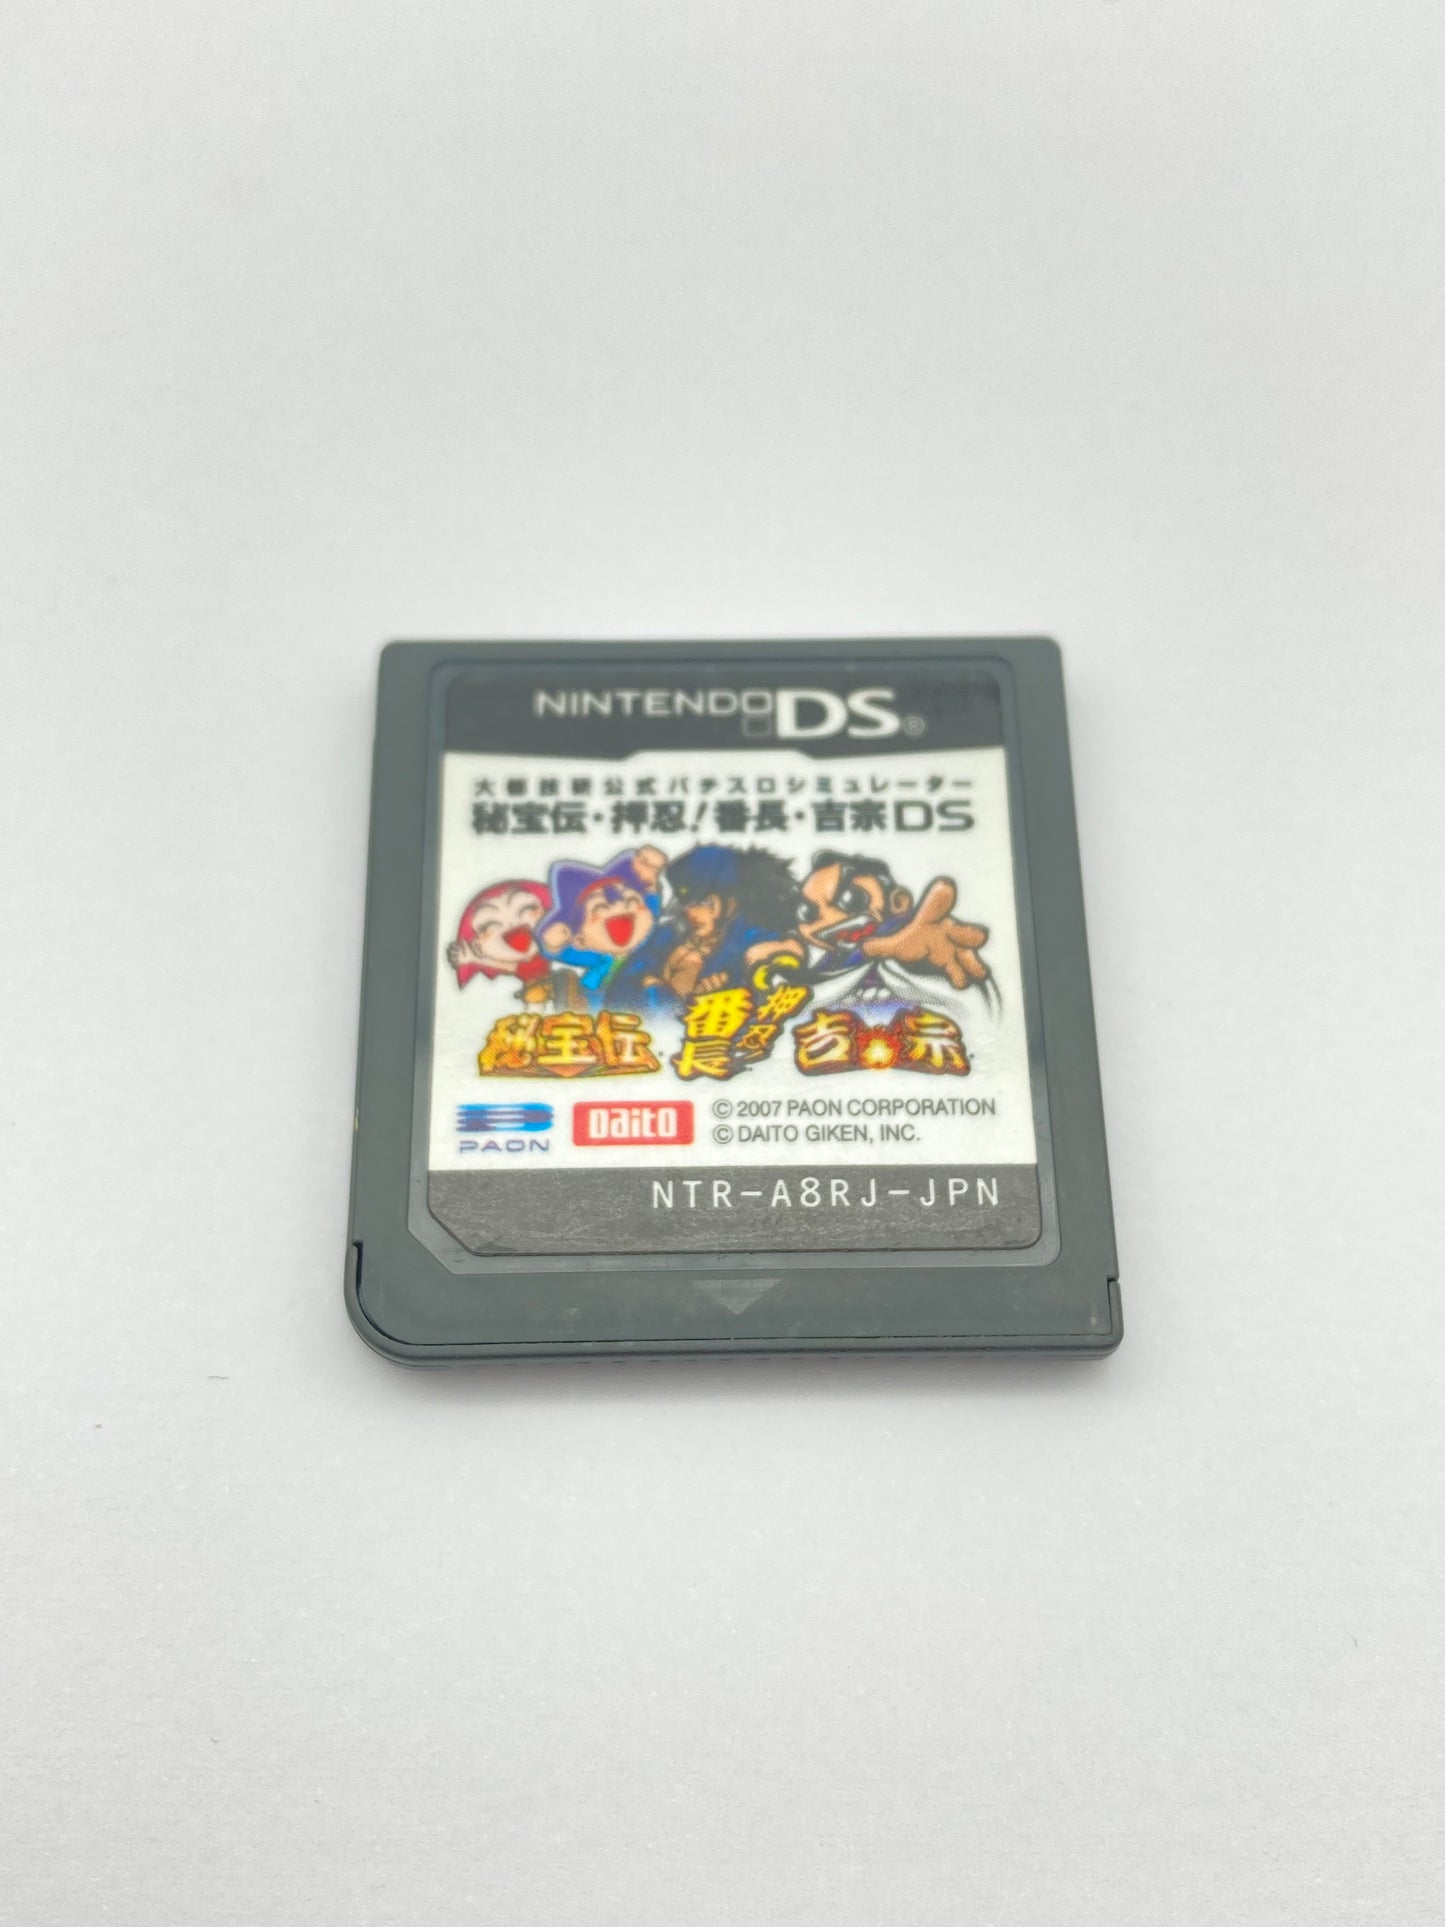 NINTENDO DS®
大都技研公式パチスロシミュレーター
秘宝伝・押忍!番長・吉宗DS
秘宝伝
押忍!
番長
吉宗
PAON
Daito
© 2007 PAON CORPORATION
© DAITO GIKEN, INC.
NTR-A8RJ-JPN